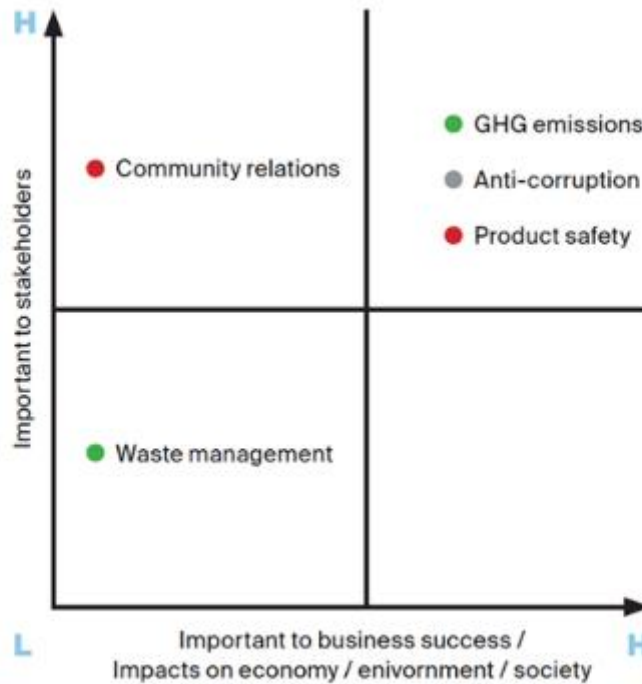 H
GHG emissions
Community relations
Anti-corruption
Product safety
Important to stakeholders
Waste management
L
Important to business success /
Impacts on economy / enivornment / society
H